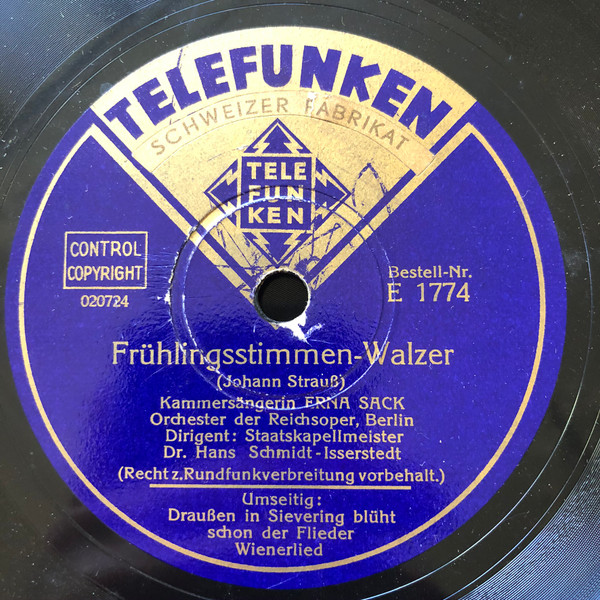 TELEFUNKEN
SCHWEIZER FABRIKAT
TELE
FUN
KEN
CONTROL
COPYRIGHT
020724
Bestell-Nr.
E 1774
Frühlingsstimmen-Walzer
(Johann Strauß)
Kammersängerin ERNA SACK
Orchester der Reichsoper, Berlin
Dirigent: Staatskapellmeister
Dr. Hans Schmidt-Isserstedt
(Recht z.Rundfunkverbreitung vorbehalt.)
Umseitig:
Draußen in Sievering blüht
schon der Flieder
Wienerlied